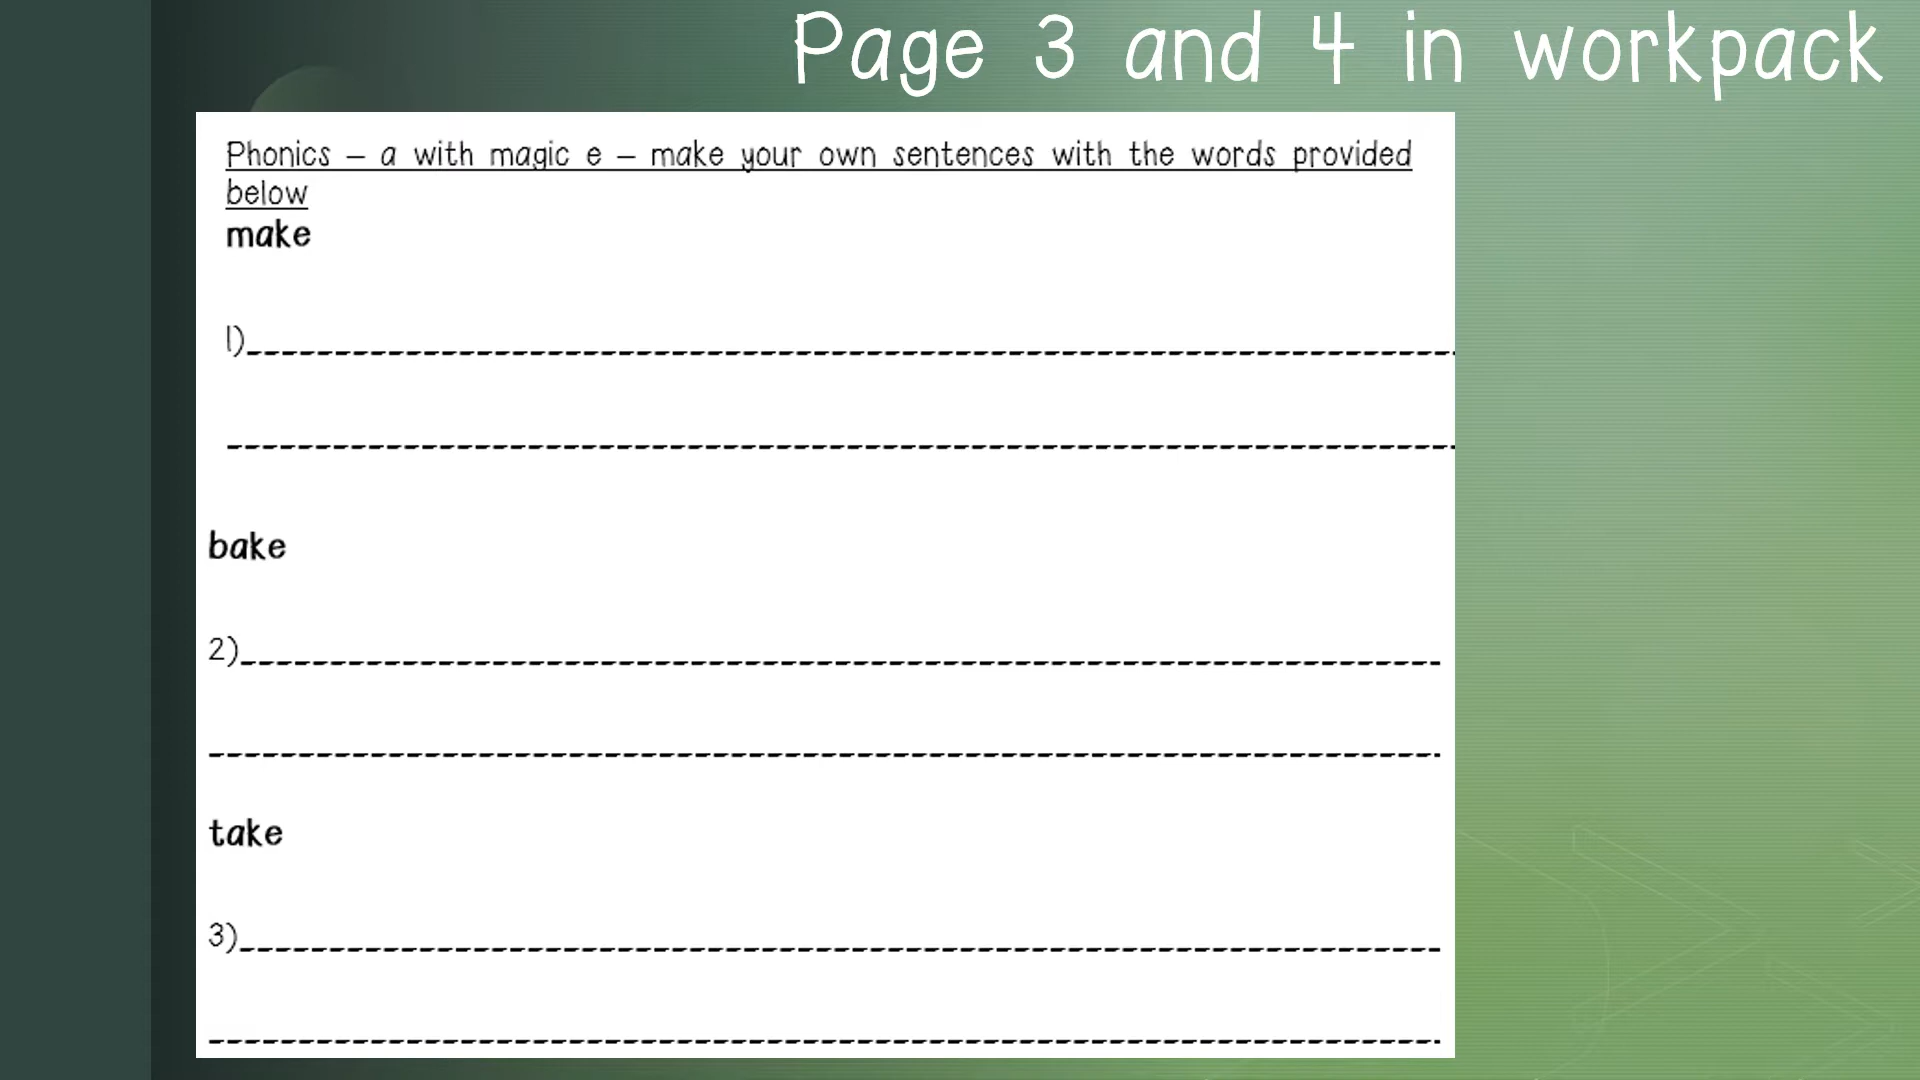 Page 3 and 4 in workpack
Phonics – a with magic e – make your own sentences with the words provided
below
make
1)
bake
2)
take
3)